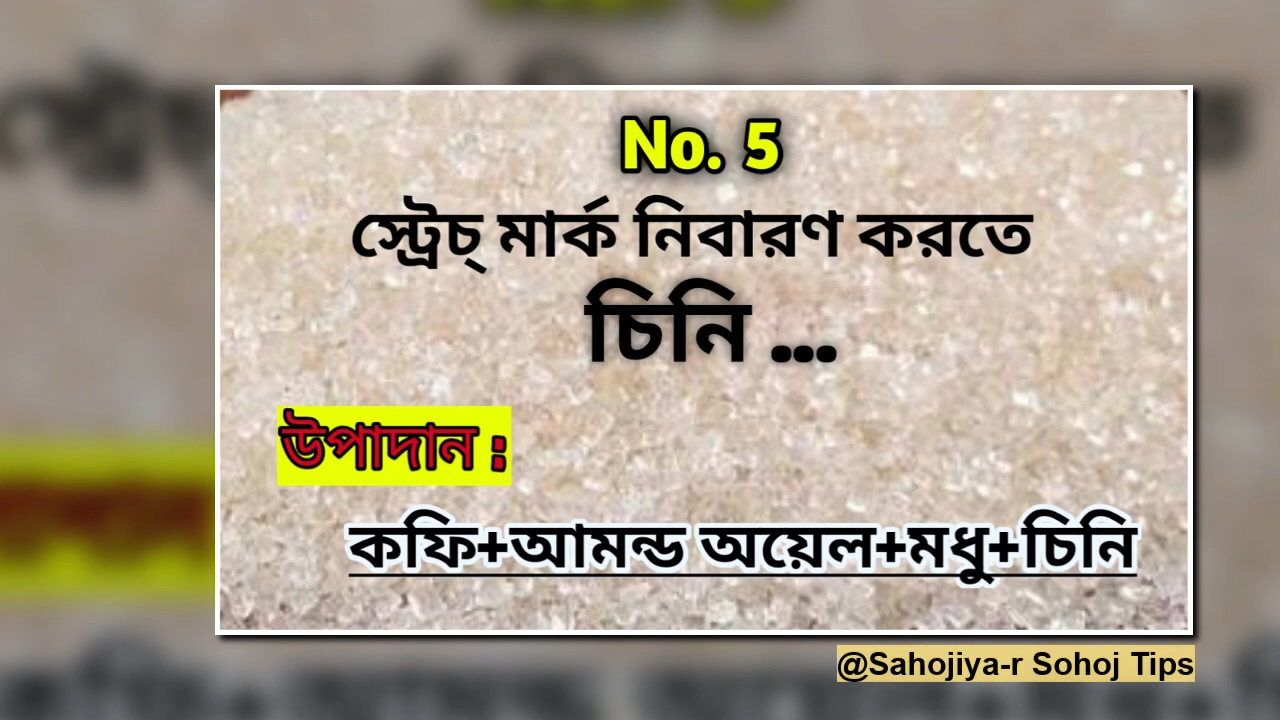 No. 5
স্ট্রেচ্ মার্ক নিবারণ করতে
চিনি ...
উপাদান :
কফি+আমন্ড অয়েল+মধু+চিনি
@Sahojiya-r Sohoj Tips